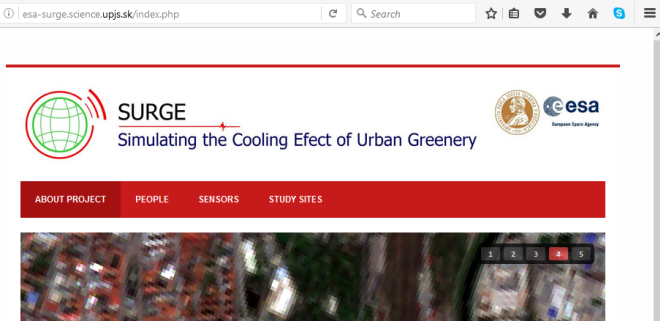 esa-surge.science.upjs.sk/index.php
Search
SURGE
Simulating the Cooling Efect of Urban Greenery
esa
European Space Agency
ABOUT PROJECT PEOPLE SENSORS STUDY SITES
1 2 3 4 5